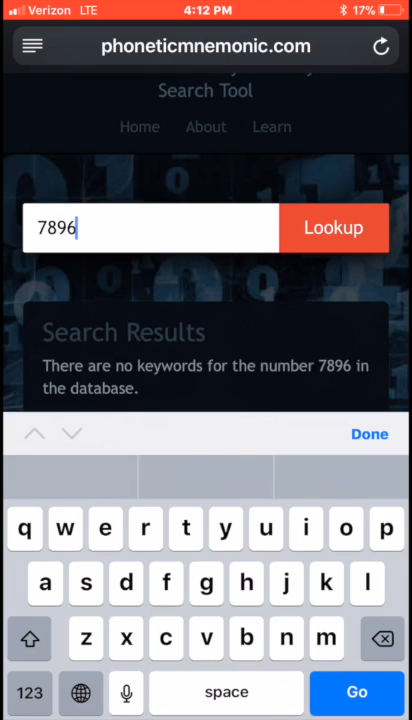 Verizon LTE 4:12 PM 17%
phoneticmnemonic.com
Search Tool
Home About Learn
7896 Lookup
Search Results
There are no keywords for the number 7896 in
the database.
Done
q w e r t y u i o p
a s d f g h j k l
z x c v b n m
123 space Go